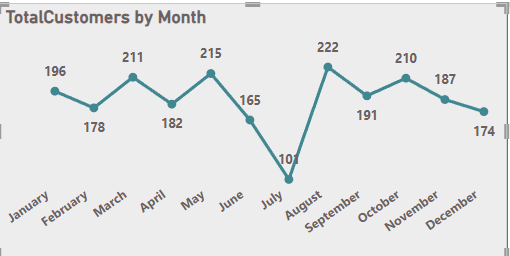 TotalCustomers by Month
196
178
211
182
215
165
101
222
191
210
187
174
January
February
March
April
May
June
July
August
September
October
November
December